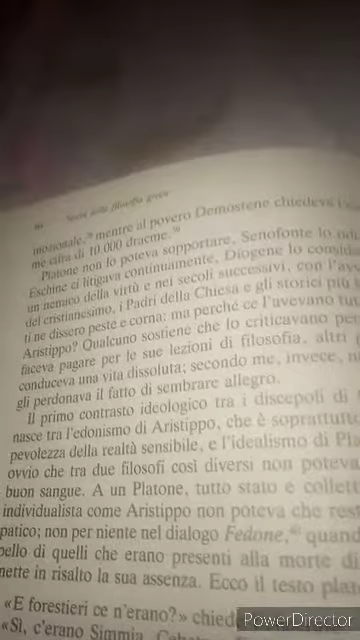 Storia della filosofia greca
mozionale,³⁸ mentre al povero Demostene chiedeva
me cifra di 10.000 dracme.³⁹
Platone non lo poteva sopportare, Senofonte lo
Eschine ci litigava continuamente, Diogene lo
un nemico della virtù e nei secoli successivi, con l'avv
del cristianesimo, i Padri della Chiesa e gli storici più
ti ne dissero peste e corna: ma perché ce l'avevano tu
Aristippo? Qualcuno sostiene che lo criticavano per
faceva pagare per le sue lezioni di filosofia, altri
conduceva una vita dissoluta; secondo me, invece, n
gli perdonava il fatto di sembrare allegro.
Il primo contrasto ideologico tra i discepoli di
nasce tra l'edonismo di Aristippo, che è soprattutto
pevolezza della realtà sensibile, e l'idealismo di Pla
ovvio che tra due filosofi così diversi non poteva
buon sangue. A un Platone, tutto stato e collett
individualista come Aristippo non poteva che rest
patico; non per niente nel dialogo Fedone,⁴⁰ quand
pello di quelli che erano presenti alla morte di
mette in risalto la sua assenza. Ecco il testo plat
«E forestieri ce n'erano?» chied
«Sì, c'erano Simmia
PowerDirector